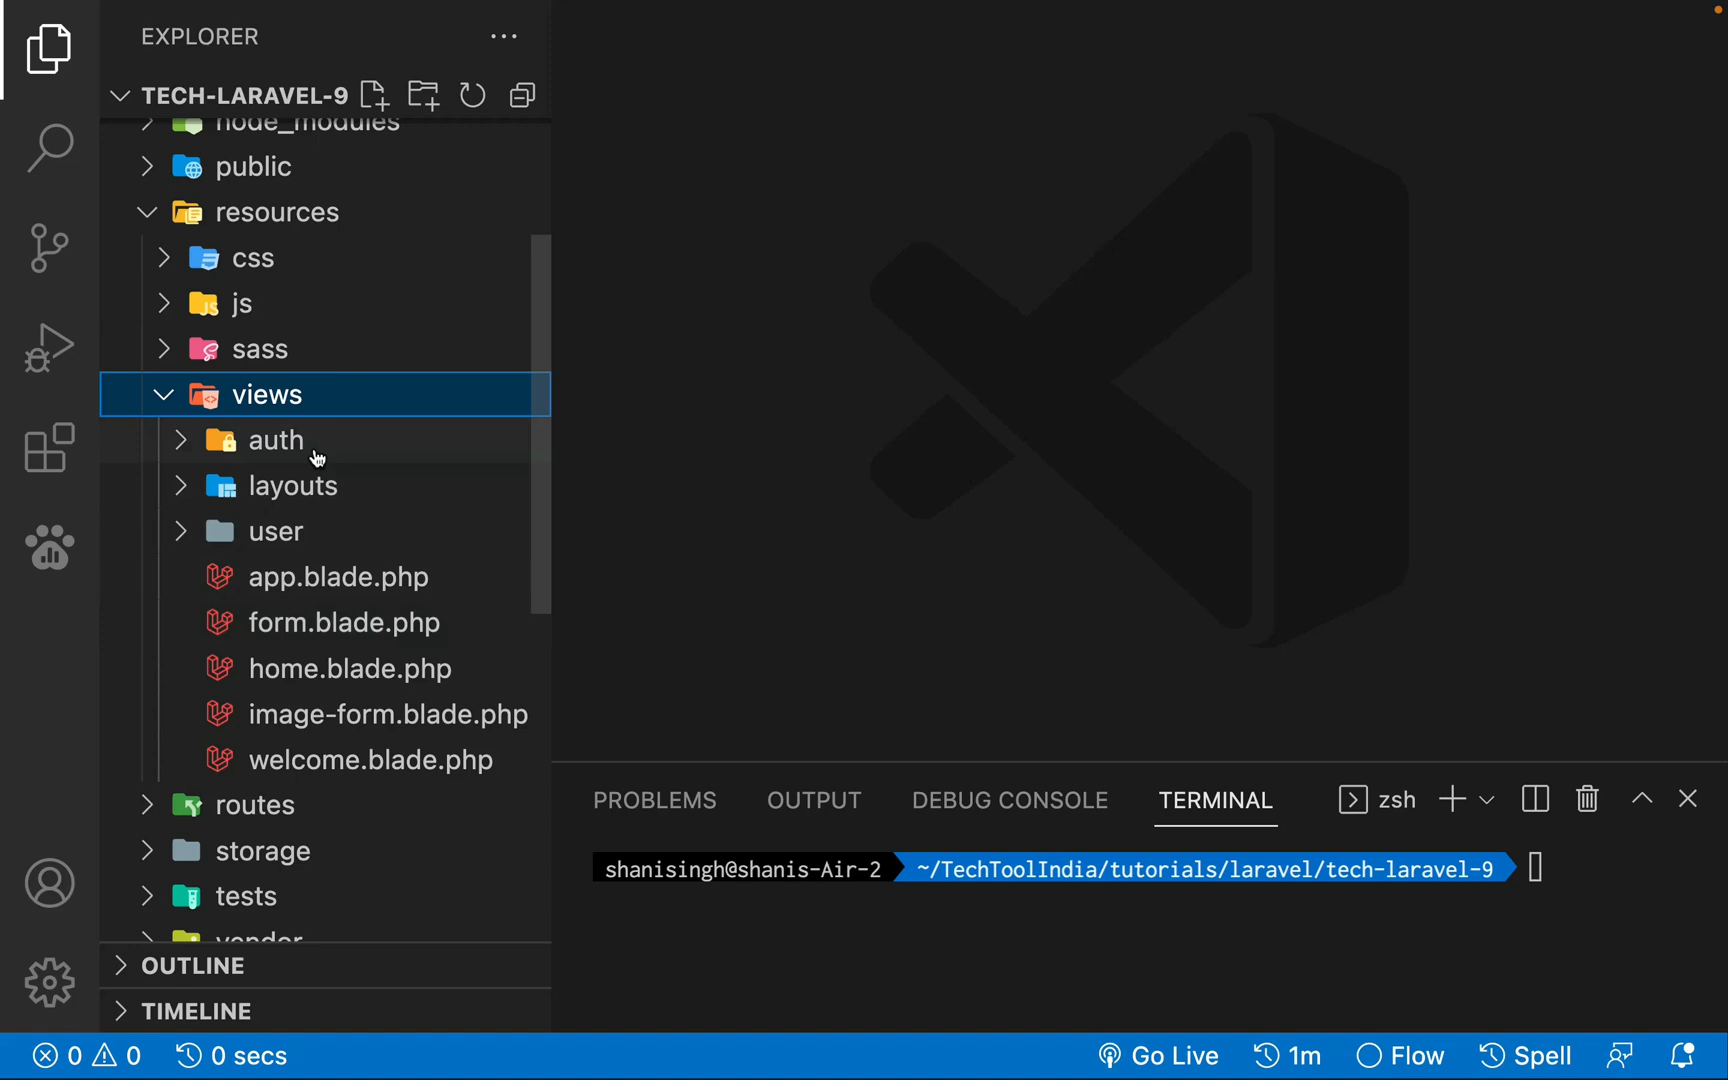 EXPLORER
TECH-LARAVEL-9
node_modules
public
resources
css
js
sass
views
auth
layouts
user
app.blade.php
form.blade.php
home.blade.php
image-form.blade.php
welcome.blade.php
routes
storage
tests
vendor
OUTLINE
TIMELINE
PROBLEMS OUTPUT DEBUG CONSOLE TERMINAL zsh
shanisingh@shanis-Air-2 ~/TechToolIndia/tutorials/laravel/tech-laravel-9
0 0 0 secs Go Live 1m Flow Spell